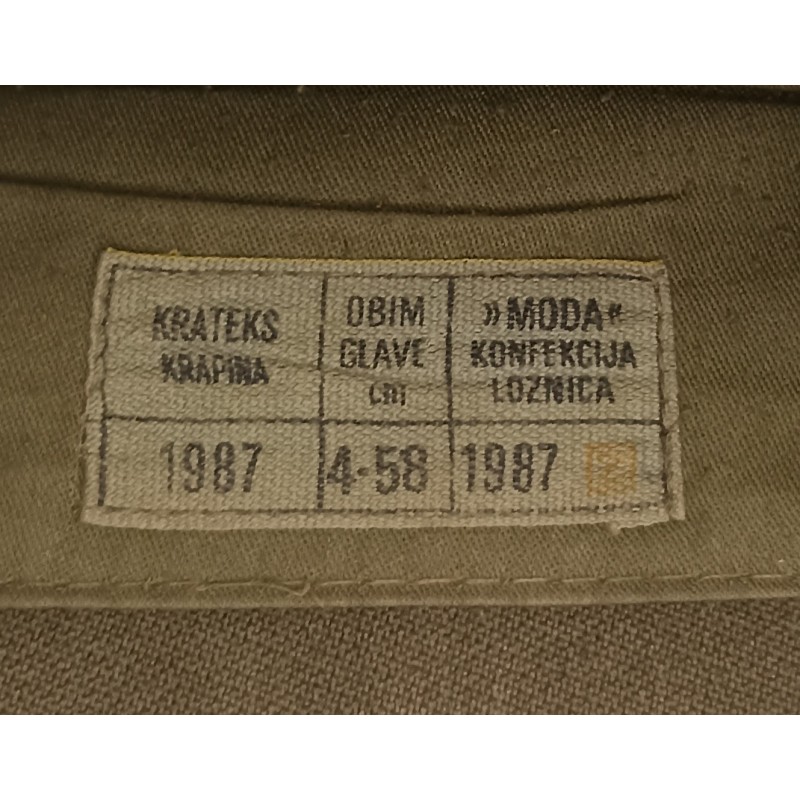 KRATEKS
KRAPINA
OBIM
GLAVE
cm
»MODA«
KONFEKCIJA
LOZNICA
1987
4-58
1987